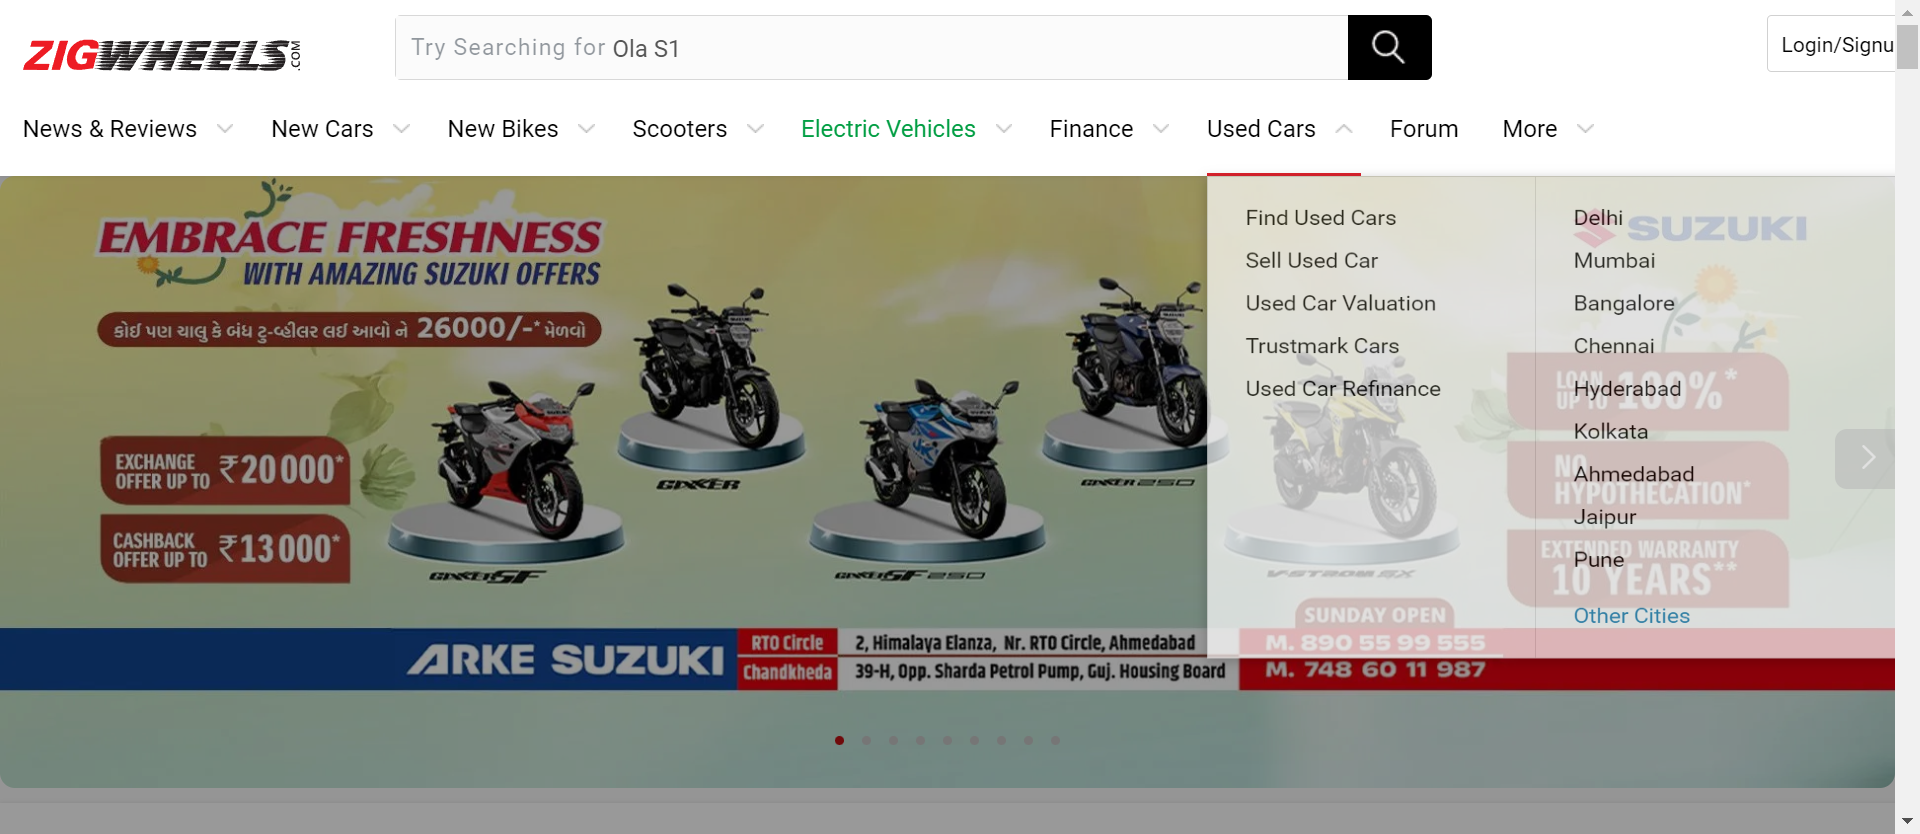 ZIGWHEELS.COM
Try Searching for Ola S1
Login/Signu
News & Reviews
New Cars
New Bikes
Scooters
Electric Vehicles
Finance
Used Cars
Forum
More
Find Used Cars
Sell Used Car
Used Car Valuation
Trustmark Cars
Used Car Refinance
Delhi
Mumbai
Bangalore
Chennai
Hyderabad
Kolkata
Ahmedabad
Jaipur
Pune
Other Cities
EMBRACE FRESHNESS
WITH AMAZING SUZUKI OFFERS
કોઈ પણ ચાલુ કે બંધ ટુ-વ્હીલર લઈ આવો ને 26000/-* મેળવો
EXCHANGE
OFFER UP TO ₹20000*
CASHBACK
OFFER UP TO ₹13000*
GIXXER
GIXXER 250
GIXXER SF
GIXXER SF 250
V-STROM SX
SUZUKI
LOAN
UP TO 100%*
NO
HYPOTHECATION*
EXTENDED WARRANTY
10 YEARS**
SUNDAY OPEN
ARKE SUZUKI
RTO Circle
2, Himalaya Elanza, Nr. RTO Circle, Ahmedabad
M. 890 55 99 555
Chandkheda
39-H, Opp. Sharda Petrol Pump, Guj. Housing Board
M. 748 60 11 987